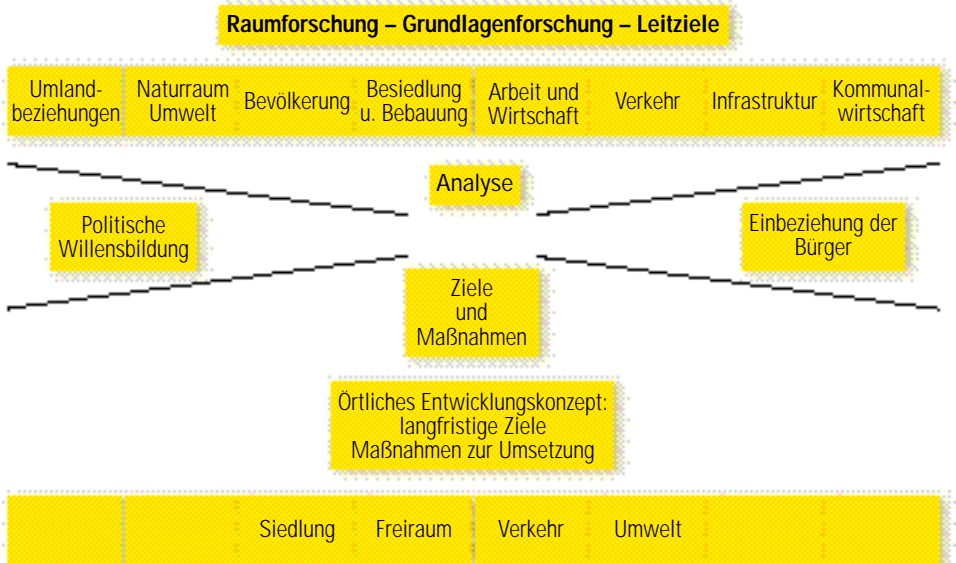 Raumforschung – Grundlagenforschung – Leitziele
Umland-
beziehungen
Naturraum
Umwelt
Bevölkerung
Besiedlung
u. Bebauung
Arbeit und
Wirtschaft
Verkehr
Infrastruktur
Kommunal-
wirtschaft
Analyse
Politische
Willensbildung
Einbeziehung der
Bürger
Ziele
und
Maßnahmen
Örtliches Entwicklungskonzept:
langfristige Ziele
Maßnahmen zur Umsetzung
Siedlung
Freiraum
Verkehr
Umwelt